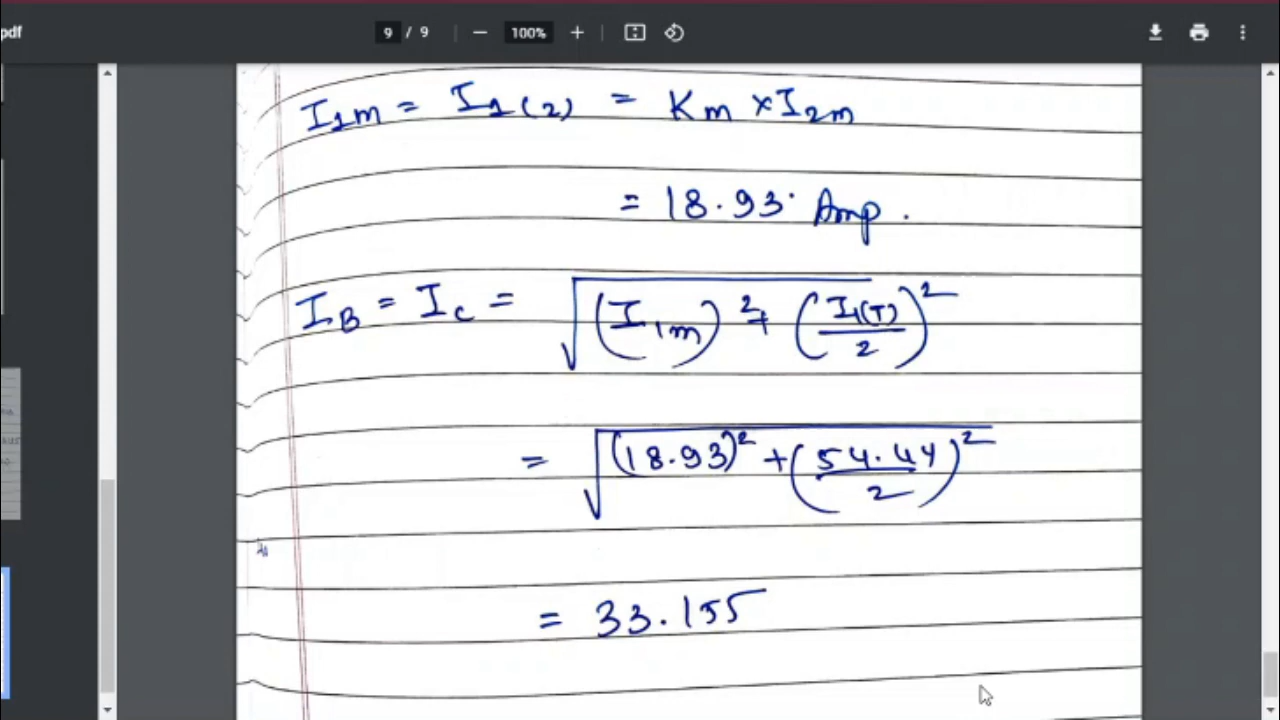 pdf
9 / 9
100%
I1m = I1(2) = Km × I2m
= 18.93 Amp.
IB = IC = √(I1m)² + (I1(T)/2)²
= √(18.93)² + (54.44/2)²
= 33.155